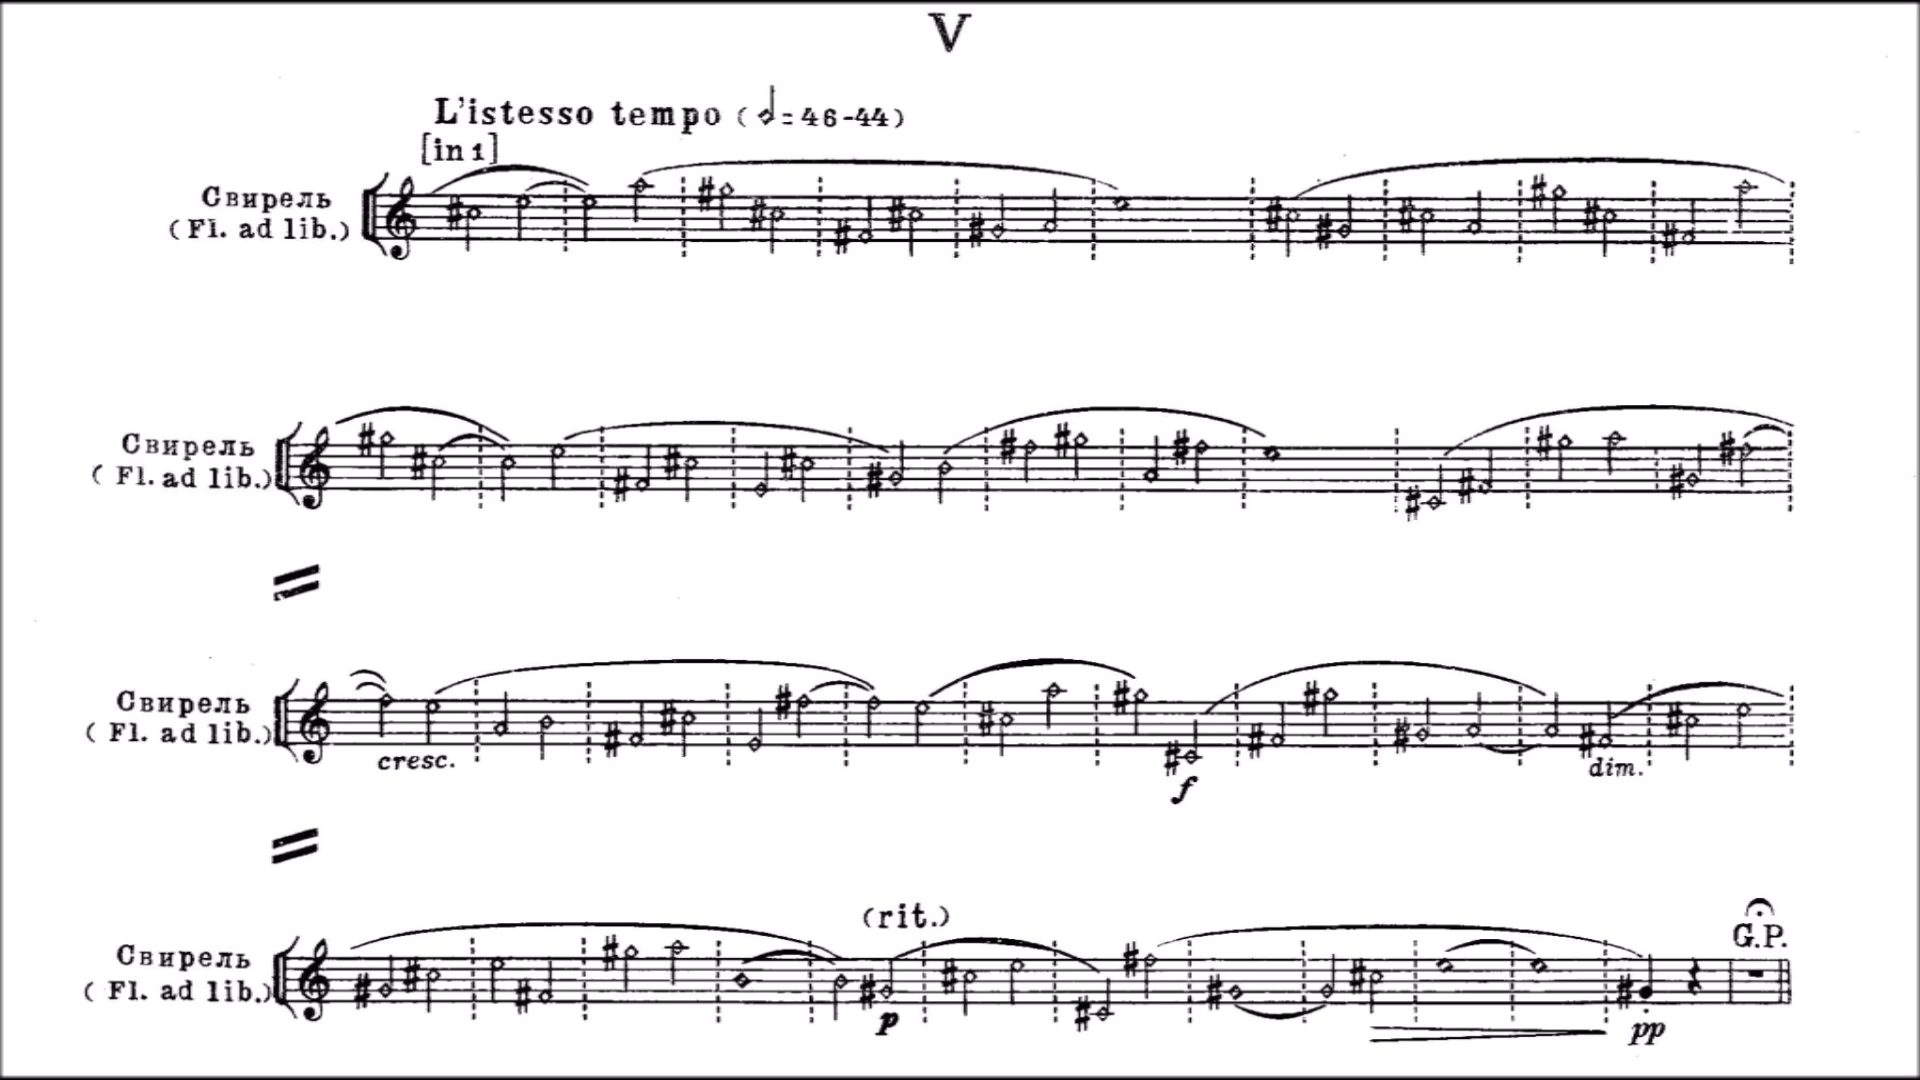 V
L'istesso tempo (𝅗𝅥=46-44)
[in 1]
Свирель
(Fl. ad lib.)
Свирель
(Fl. ad lib.)
Свирель
(Fl. ad lib.)
cresc.
dim.
f
(rit.)
G.P.
Свирель
(Fl. ad lib.)
p
pp